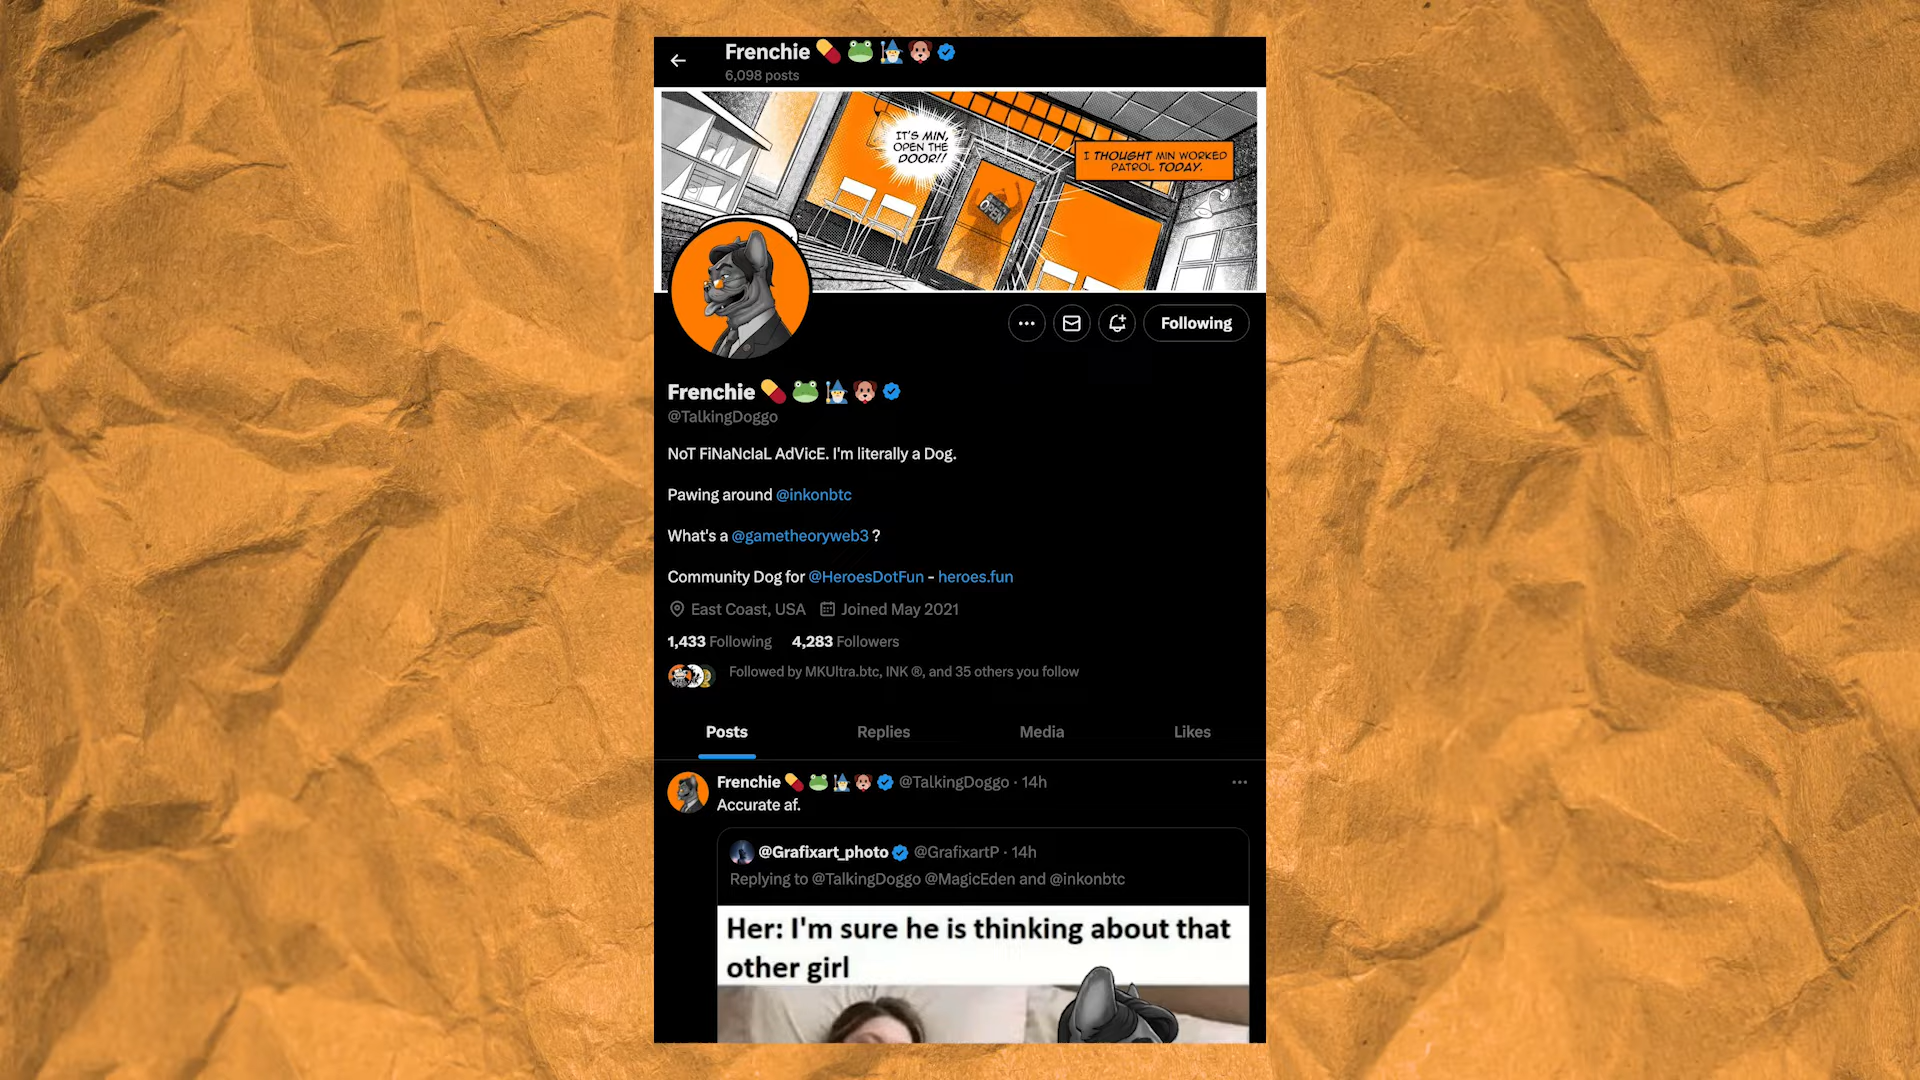 Frenchie 💊 🐸 🧙‍♂️ 🐶
6,098 posts
IT'S MIN,
OPEN THE
DOOR!!
I THOUGHT MIN WORKED
PATROL TODAY.
OPEN
Following
Frenchie 💊 🐸 🧙‍♂️ 🐶
@TalkingDoggo
NoT FiNaNcIaL AdVicE. I'm literally a Dog.
Pawing around @inkonbtc
What's a @gametheoryweb3 ?
Community Dog for @HeroesDotFun - heroes.fun
East Coast, USA Joined May 2021
1,433 Following 4,283 Followers
Followed by MKUltra.btc, INK ®, and 35 others you follow
Posts Replies Media Likes
Frenchie 💊 🐸 🧙‍♂️ 🐶 @TalkingDoggo · 14h
Accurate af.
@Grafixart_photo @GrafixartP · 14h
Replying to @TalkingDoggo @MagicEden and @inkonbtc
Her: I'm sure he is thinking about that
other girl